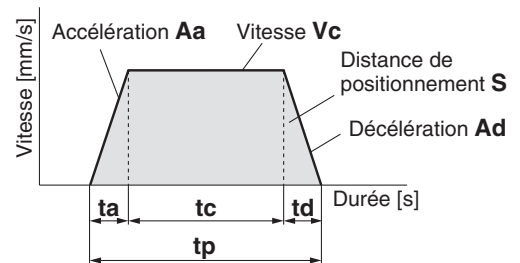 Accélération Aa
Vitesse Vc
Distance de
positionnement S
Décélération Ad
Vitesse [mm/s]
Durée [s]
ta
tc
td
tp